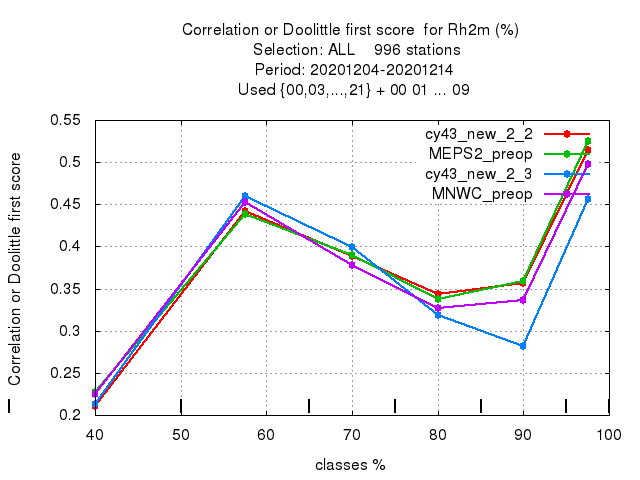 Correlation or Doolittle first score  for Rh2m (%)
Selection: ALL    996 stations
Period: 20201204-20201214
Used {00,03,...,21} + 00 01 ... 09
Correlation or Doolittle first score
0.55
0.5
0.45
0.4
0.35
0.3
0.25
0.2
cy43_new_2_2
MEPS2_preop
cy43_new_2_3
MNWC_preop
40 50 60 70 80 90 100
classes %